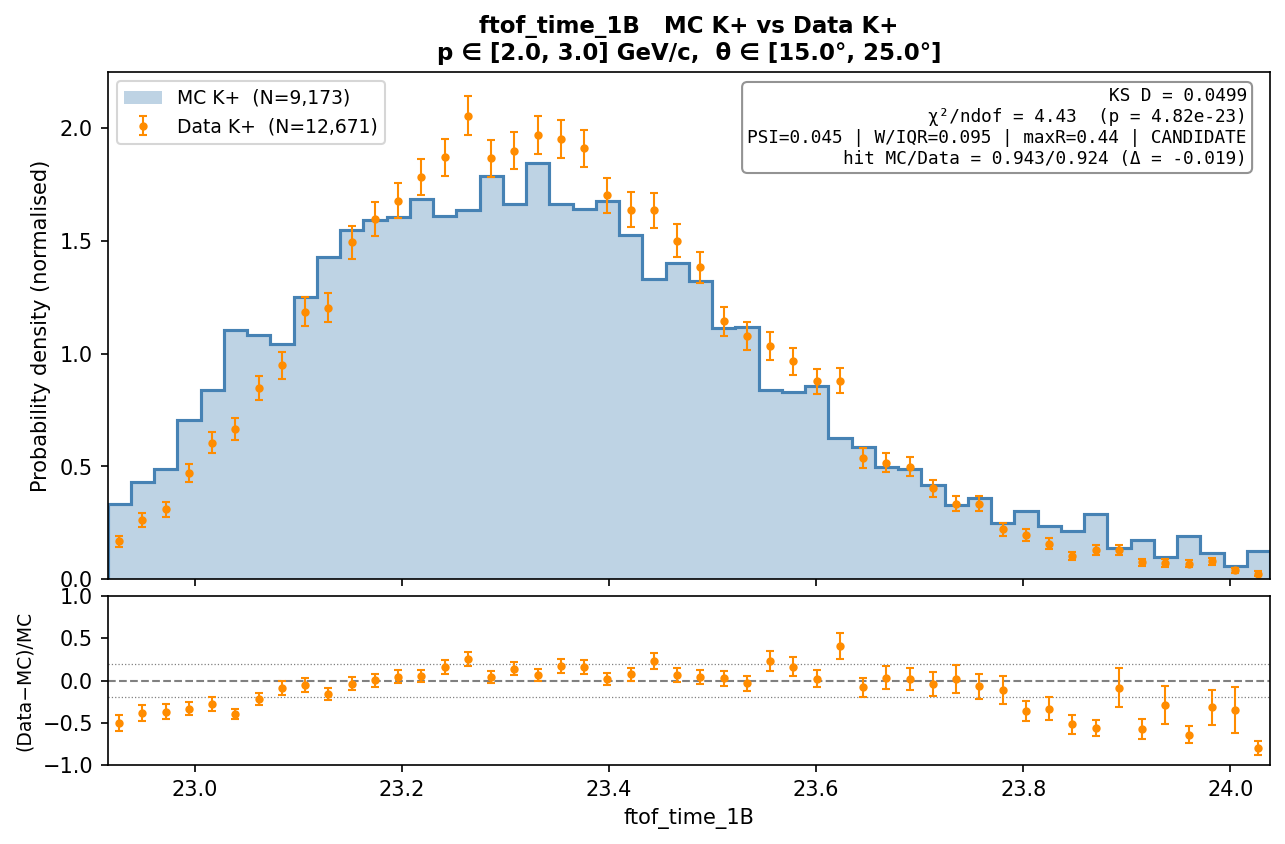 ftof_time_1B   MC K+ vs Data K+
p ∈ [2.0, 3.0] GeV/c,  θ ∈ [15.0°, 25.0°]
MC K+  (N=9,173)
Data K+  (N=12,671)
KS D = 0.0499
χ²/ndof = 4.43  (p = 4.82e-23)
PSI=0.045 | W/IQR=0.095 | maxR=0.44 | CANDIDATE
hit MC/Data = 0.943/0.924 (Δ = -0.019)
Probability density (normalised)
2.0
1.5
1.0
0.5
0.0
(Data−MC)/MC
1.0
0.5
0.0
−0.5
−1.0
23.0
23.2
23.4
23.6
23.8
24.0
ftof_time_1B